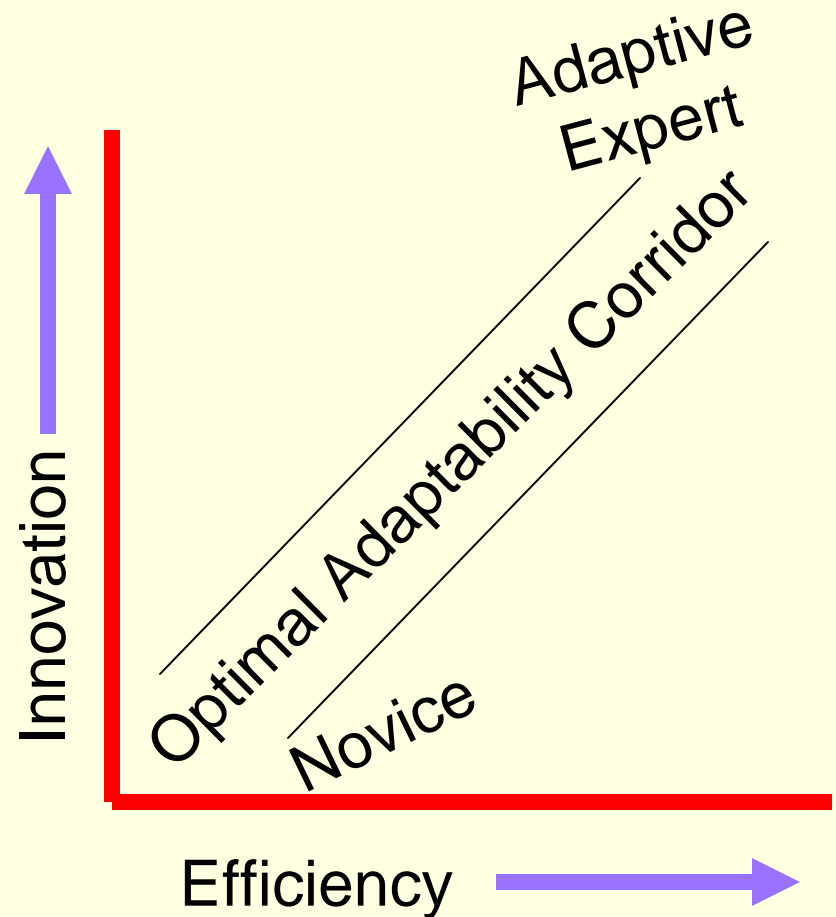 Adaptive
Expert
Optimal Adaptability Corridor
Novice
Innovation
Efficiency